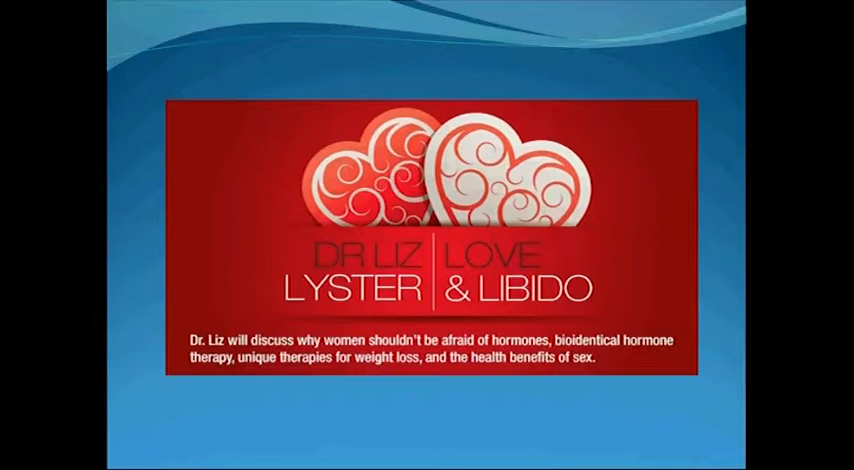 DR LIZ | LOVE
LYSTER | & LIBIDO
Dr. Liz will discuss why women shouldn't be afraid of hormones, bioidentical hormone
therapy, unique therapies for weight loss, and the health benefits of sex.